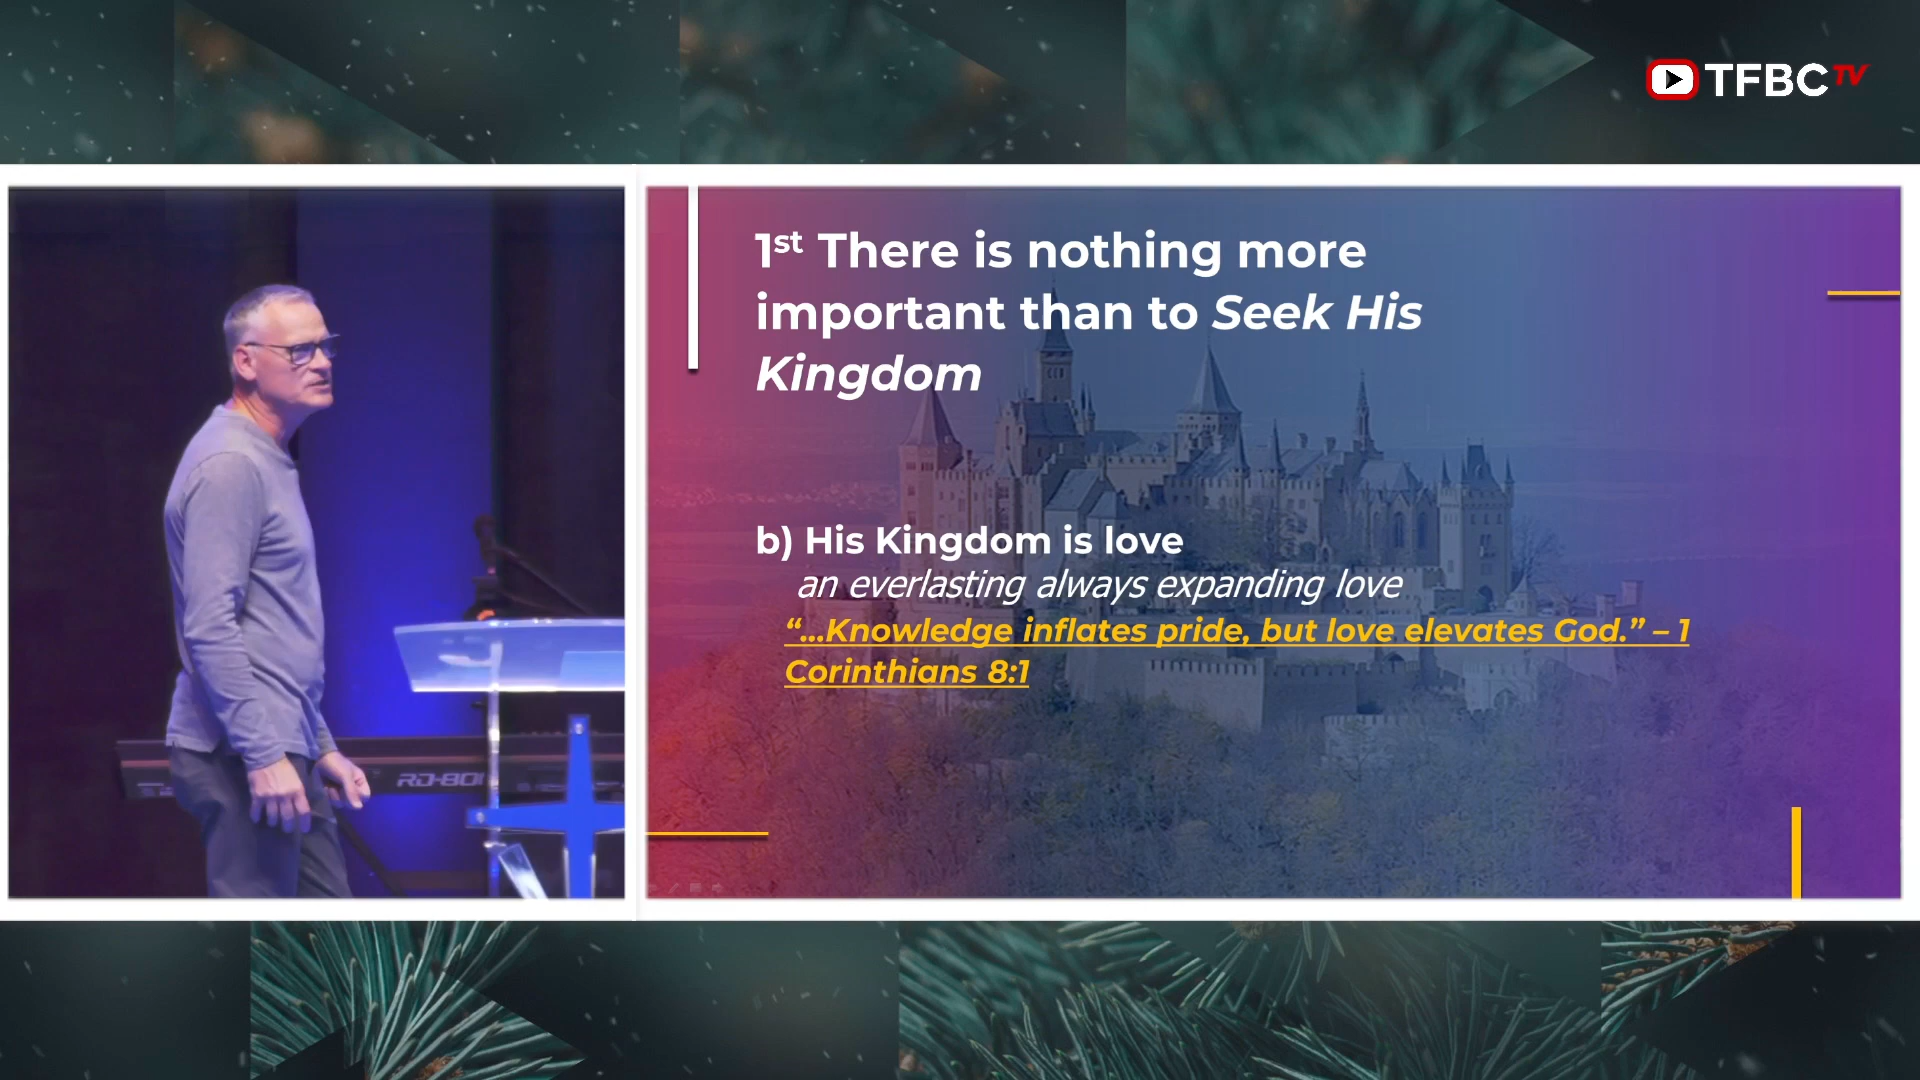 TFBC TV
1st There is nothing more
important than to Seek His
Kingdom
b) His Kingdom is love
an everlasting always expanding love
“...Knowledge inflates pride, but love elevates God.” – 1
Corinthians 8:1
RD-800